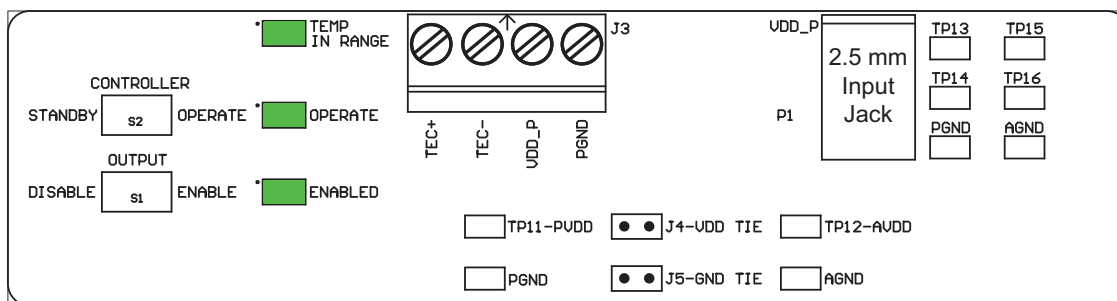 TEMP
IN RANGE
J3
VDD_P
TP13
TP15
2.5 mm
Input
Jack
CONTROLLER
STANDBY
S2
OPERATE
OPERATE
TP14
TP16
P1
PGND
AGND
TEC+
TEC-
VDD_P
PGND
OUTPUT
DISABLE
S1
ENABLE
ENABLED
TP11-PVDD
J4-VDD TIE
TP12-AVDD
PGND
J5-GND TIE
AGND